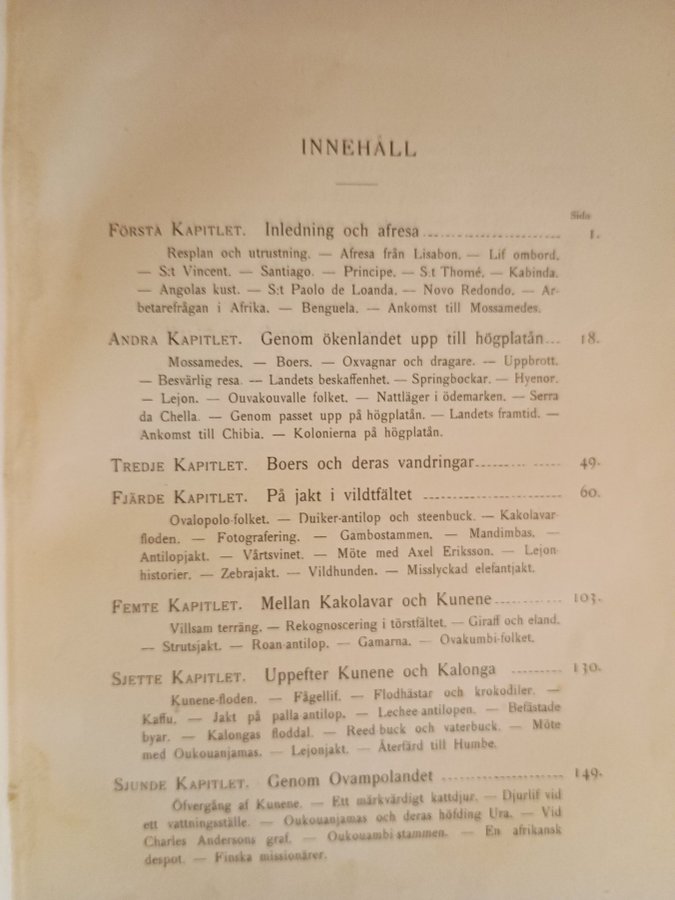 INNEHÅLL
Sida
FÖRSTA KAPITLET. Inledning och afresa 1.
Resplan och utrustning. — Afresa från Lisabon. — Lif ombord.
— S:t Vincent. — Santiago. — Principe. — S:t Thomé. — Kabinda.
— Angolas kust. — S:t Paolo de Loanda. — Novo Redondo. — Ar-
betarefrågan i Afrika. — Benguela. — Ankomst till Mossamedes.
ANDRA KAPITLET. Genom ökenlandet upp till högplatån... 18.
Mossamedes. — Boers. — Oxvagnar och dragare. — Uppbrott.
— Besvärlig resa. — Landets beskaffenhet. — Springbockar. — Hyenor.
— Lejon. — Ouvakouvalle folket. — Nattläger i ödemarken. — Serra
da Chella. — Genom passet upp på högplatån. — Landets framtid. —
Ankomst till Chibia. — Kolonierna på högplatån.
TREDJE KAPITLET. Boers och deras vandringar 49.
FJÄRDE KAPITLET. På jakt i vildtfältet 60.
Ovalopolo-folket. — Duiker-antilop och steenbuck. — Kakolavar-
floden. — Fotografering. — Gambostammen. — Mandimbas. —
Antilopjakt. — Vårtsvinet. — Möte med Axel Eriksson. — Lejon-
historier. — Zebrajakt. — Vildhunden. — Misslyckad elefantjakt.
FEMTE KAPITLET. Mellan Kakolavar och Kunene 103.
Villsam terräng. — Rekognoscering i törstfältet. — Giraff och eland.
— Strutsjakt. — Roan-antilop. — Gamarna. — Ovakumbi-folket.
SJETTE KAPITLET. Uppefter Kunene och Kalonga 130.
Kunene-floden. — Fågellif. — Flodhästar och krokodiler. —
Kaffu. — Jakt på palla-antilop. — Lechee-antilopen. — Befästade
byar. — Kalongas floddal. — Reed-buck och vaterbuck. — Möte
med Oukouanjamas. — Lejonjakt. — Återfärd till Humbe.
SJUNDE KAPITLET. Genom Ovampolandet 149.
Öfvergång af Kunene. — Ett märkvärdigt kattdjur. — Djurlif vid
ett vattningsställe. — Oukouanjamas och deras höfding Ura. — Vid
Charles Andersons graf. — Oukouambi-stammen. — En afrikansk
despot. — Finska missionärer.